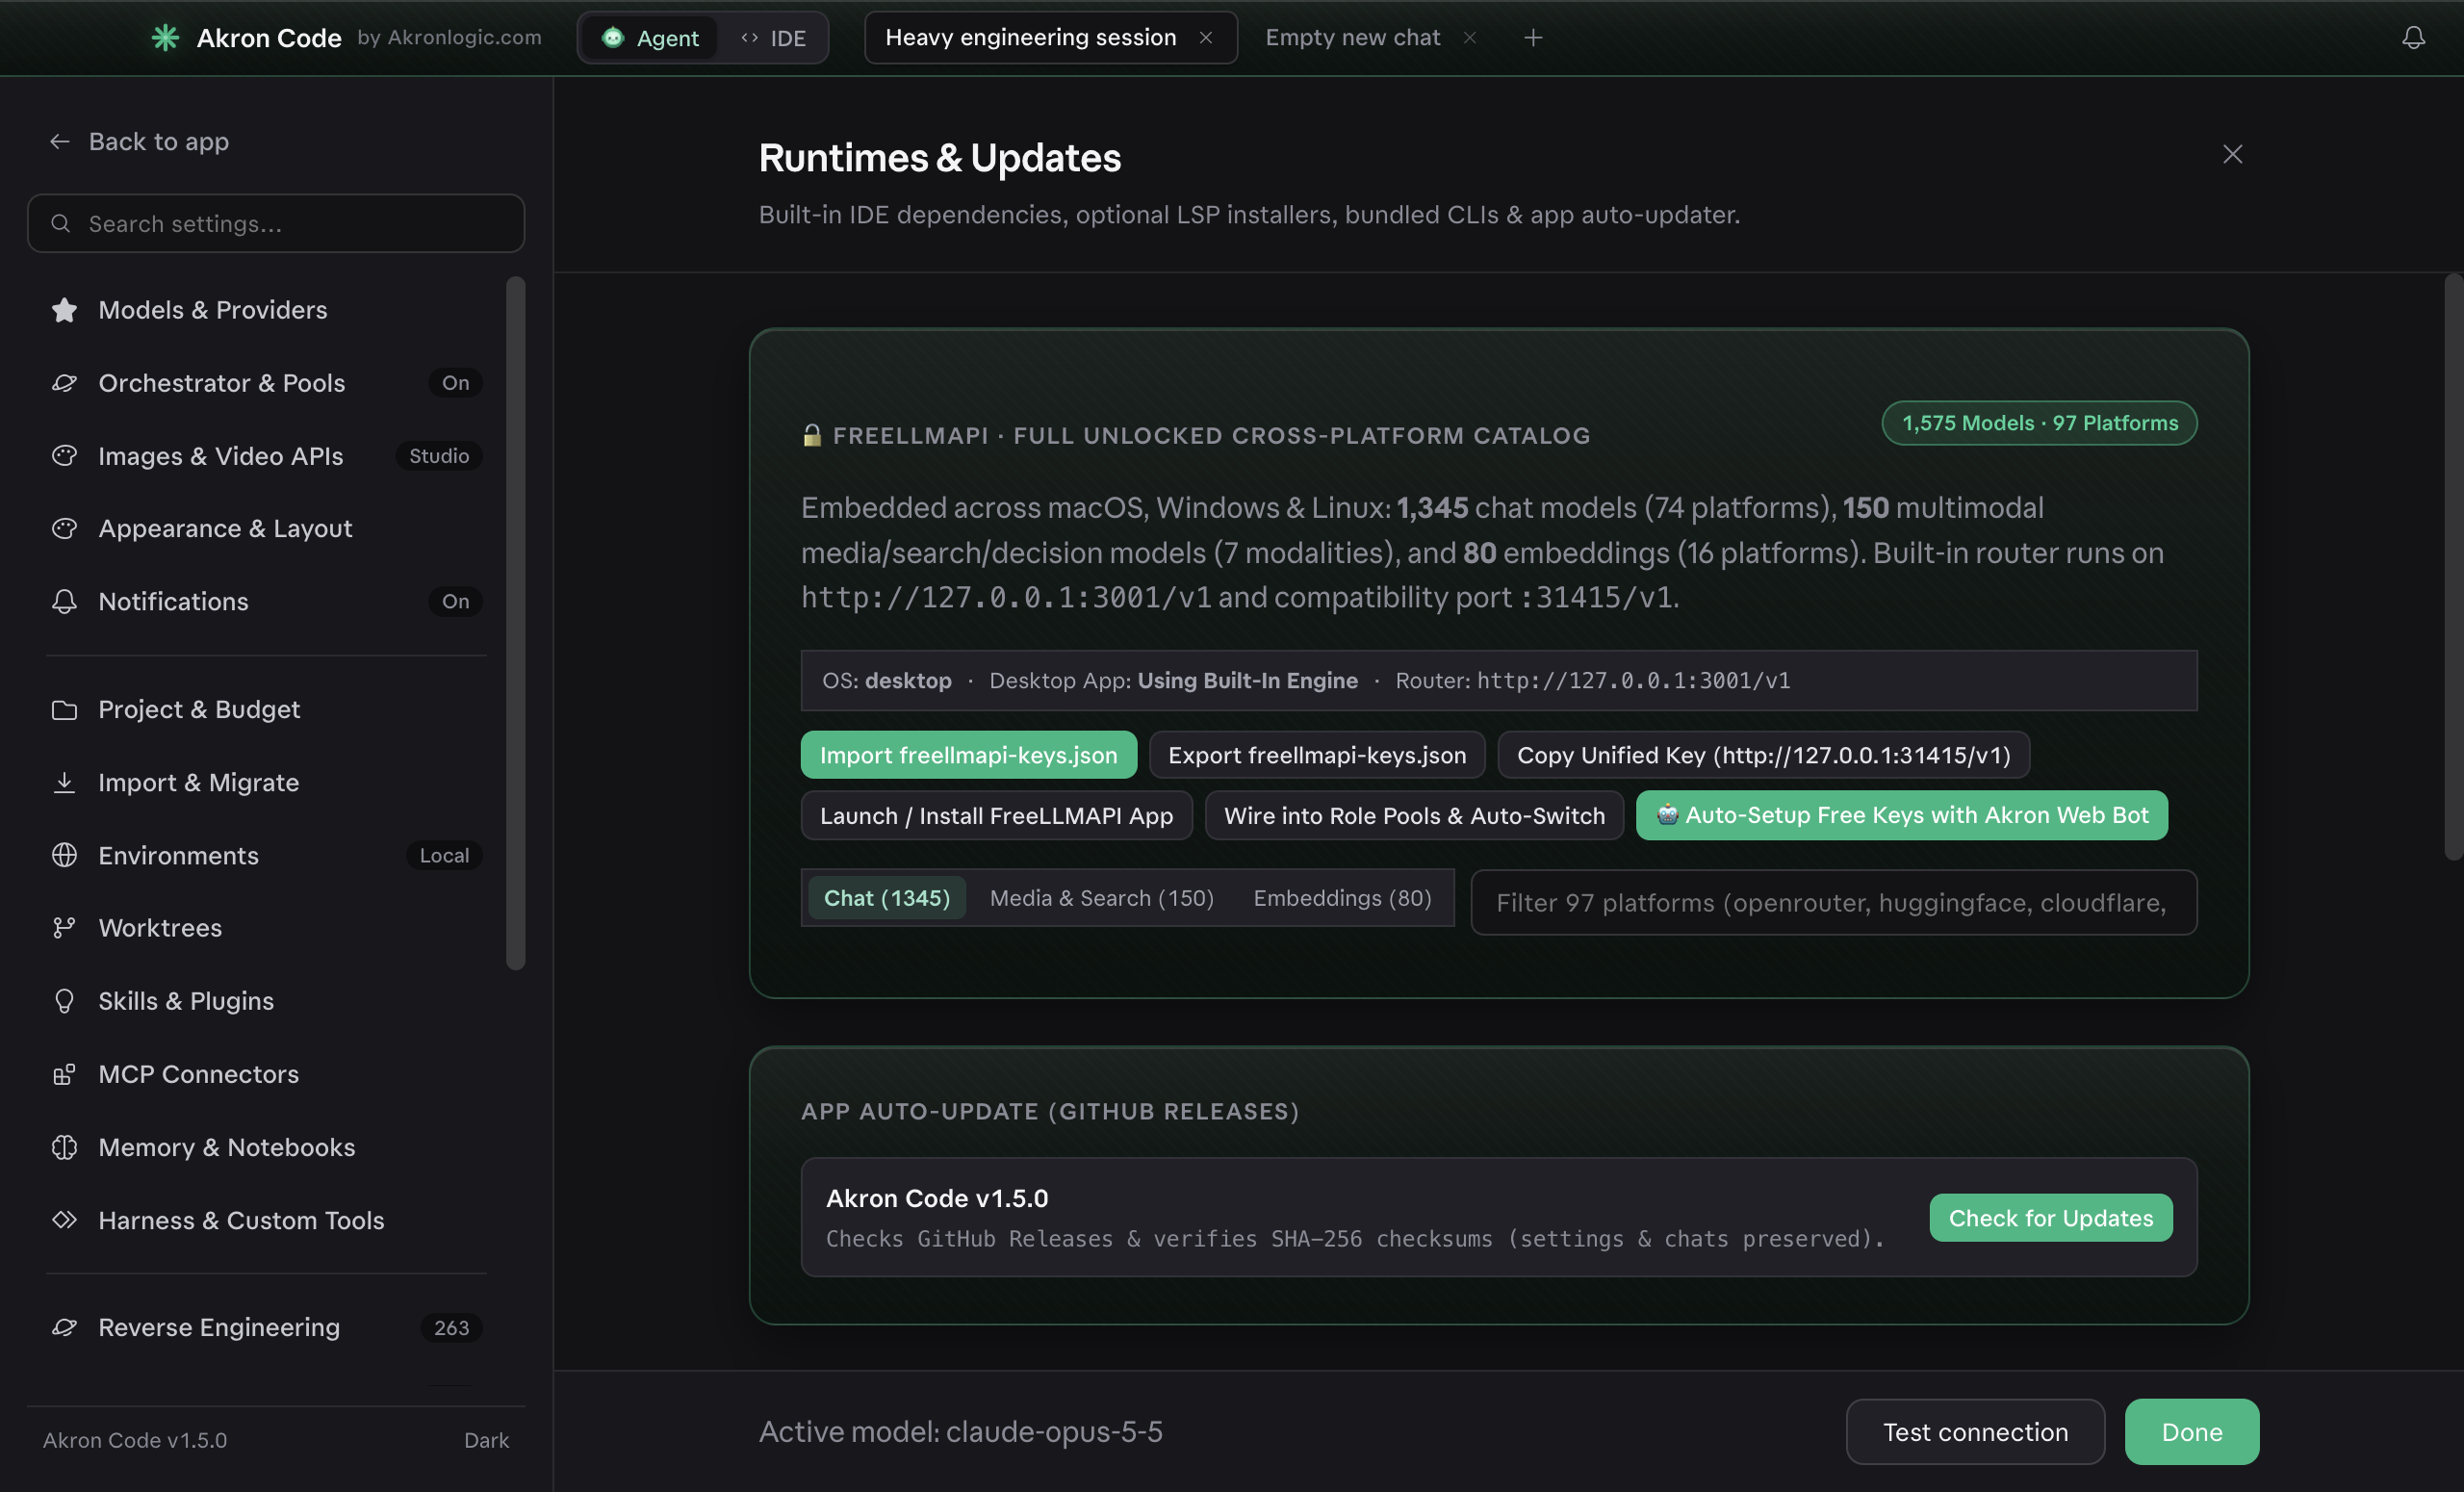 Akron Code by Akronlogic.com
Agent
IDE
Heavy engineering session
Empty new chat
Back to app
Search settings...
Models & Providers
Orchestrator & Pools On
Images & Video APIs Studio
Appearance & Layout
Notifications On
Project & Budget
Import & Migrate
Environments Local
Worktrees
Skills & Plugins
MCP Connectors
Memory & Notebooks
Harness & Custom Tools
Reverse Engineering 263
Akron Code v1.5.0 Dark
Runtimes & Updates
Built-in IDE dependencies, optional LSP installers, bundled CLIs & app auto-updater.
FREELLMAPI · FULL UNLOCKED CROSS-PLATFORM CATALOG
1,575 Models · 97 Platforms
Embedded across macOS, Windows & Linux: 1,345 chat models (74 platforms), 150 multimodal
media/search/decision models (7 modalities), and 80 embeddings (16 platforms). Built-in router runs on
http://127.0.0.1:3001/v1 and compatibility port :31415/v1.
OS: desktop · Desktop App: Using Built-In Engine · Router: http://127.0.0.1:3001/v1
Import freellmapi-keys.json
Export freellmapi-keys.json
Copy Unified Key (http://127.0.0.1:31415/v1)
Launch / Install FreeLLMAPI App
Wire into Role Pools & Auto-Switch
Auto-Setup Free Keys with Akron Web Bot
Chat (1345)
Media & Search (150)
Embeddings (80)
Filter 97 platforms (openrouter, huggingface, cloudflare,
APP AUTO-UPDATE (GITHUB RELEASES)
Akron Code v1.5.0
Checks GitHub Releases & verifies SHA-256 checksums (settings & chats preserved).
Check for Updates
Active model: claude-opus-5-5
Test connection
Done